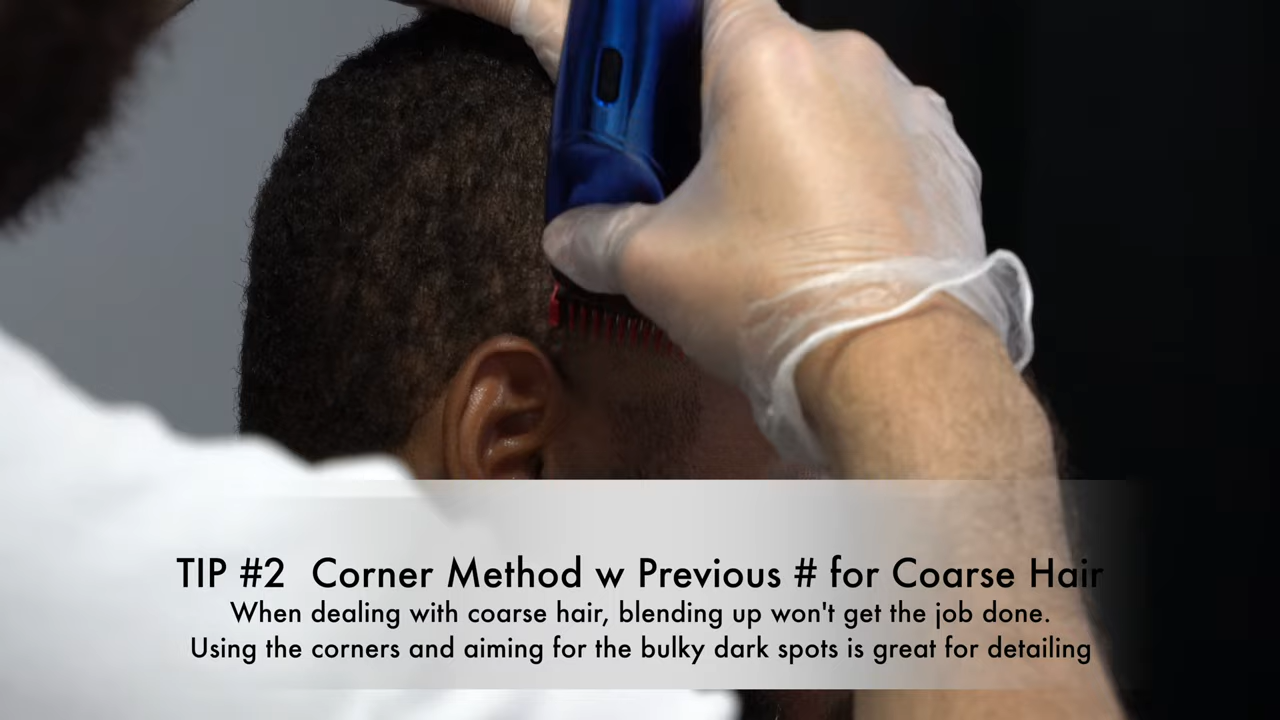 TIP #2 Corner Method w Previous # for Coarse Hair
When dealing with coarse hair, blending up won't get the job done.
Using the corners and aiming for the bulky dark spots is great for detailing